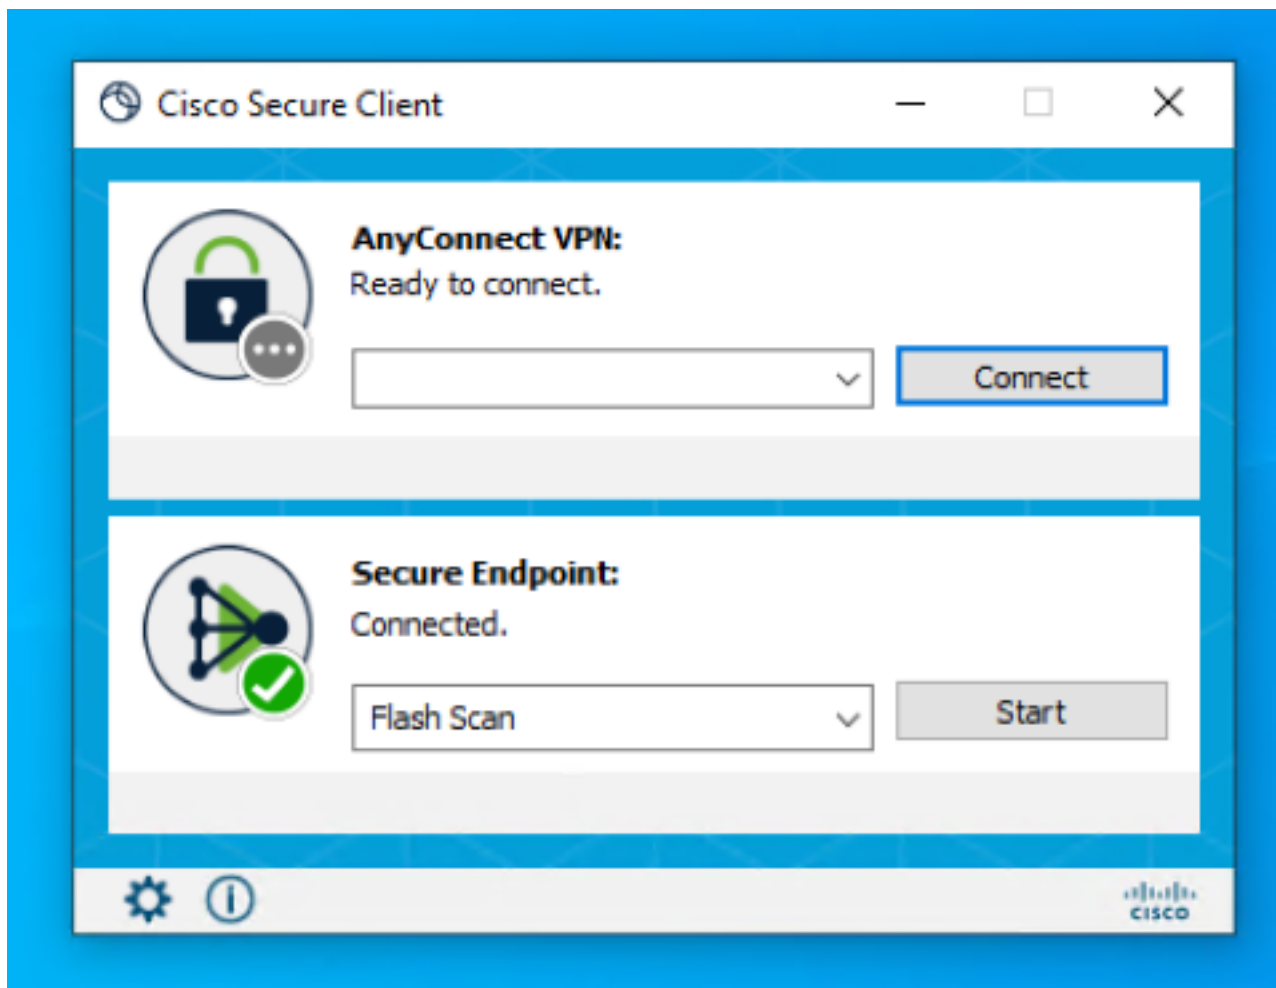 Cisco Secure Client
AnyConnect VPN:
Ready to connect.
Connect
Secure Endpoint:
Connected.
Flash Scan
Start
CISCO